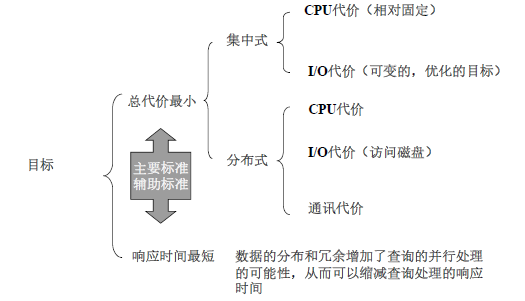 CPU代价（相对固定）
集中式
I/O代价（可变的，优化的目标）
总代价最小
CPU代价
分布式
I/O代价（访问磁盘）
通讯代价
目标
主要标准
辅助标准
响应时间最短
数据的分布和冗余增加了查询的并行处理
的可能性，从而可以缩减查询处理的响应
时间